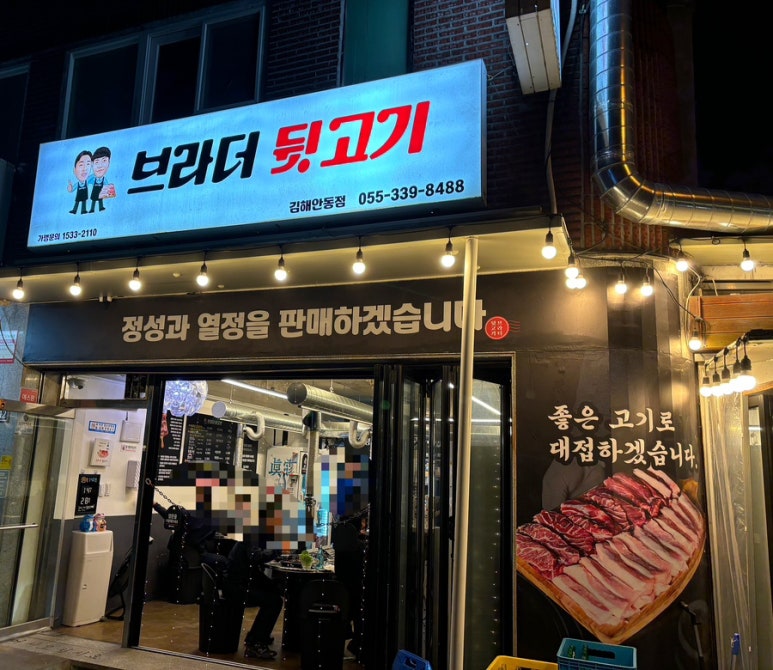 브라더 뒷고기
김해안동점 055-339-8488
가맹문의 1533-2110
정성과 열정을 판매하겠습니다
좋은 고기로
대접하겠습니다.